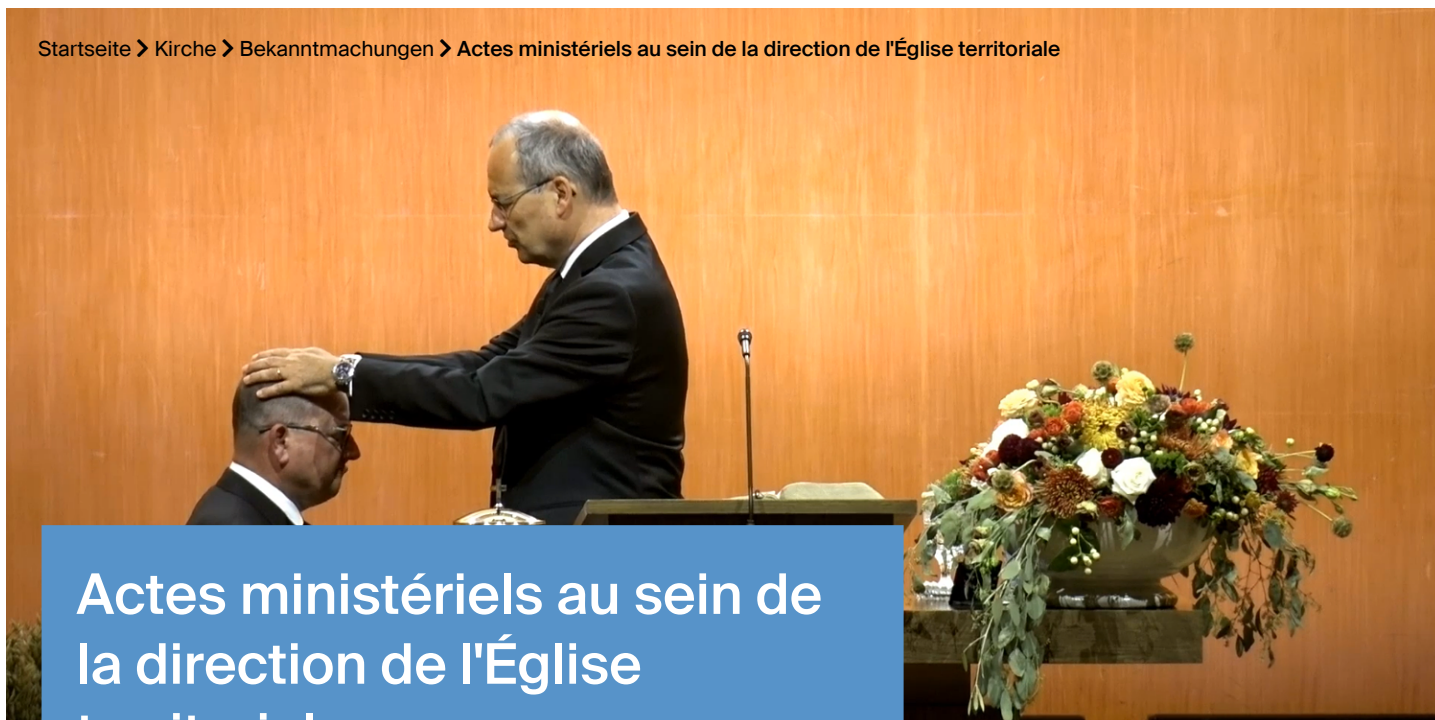 Startseite > Kirche > Bekanntmachungen > Actes ministériels au sein de la direction de l'Église territoriale
Actes ministériels au sein de
la direction de l'Église